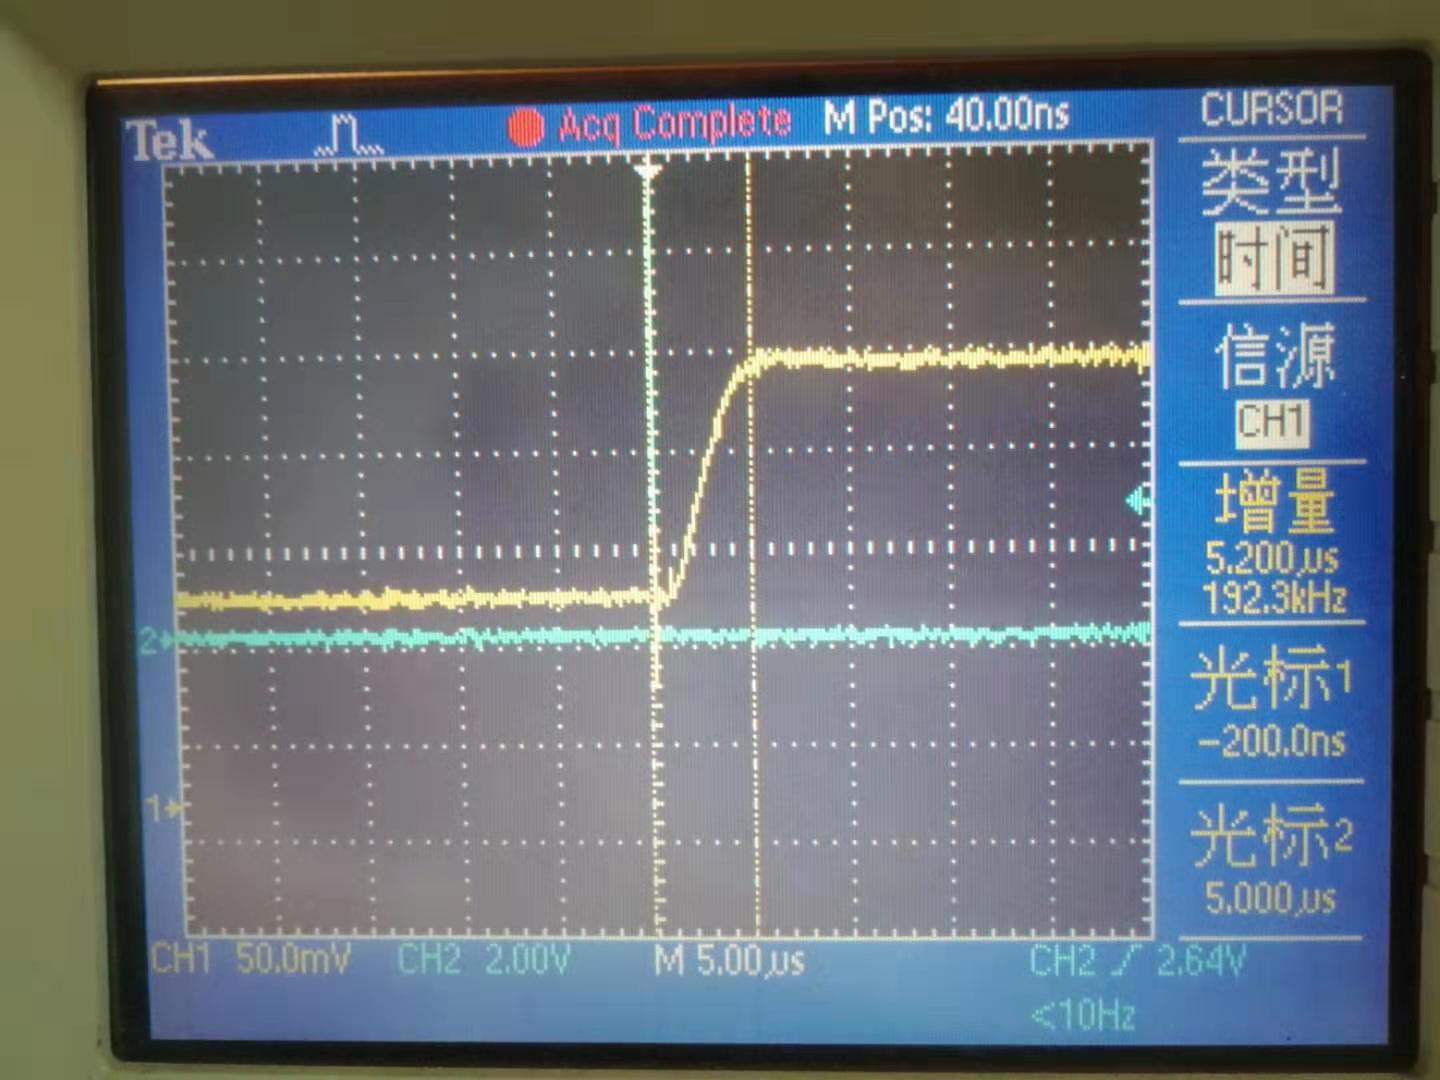 Tek Acq Complete M Pos: 40.00ns CURSOR
类型
时间
信源
CH1
增量
5.200µs
192.3kHz
光标1
-200.0ns
光标2
5.000µs
2
1
CH1 50.0mV CH2 2.00V M 5.00µs CH2 2.64V
<10Hz